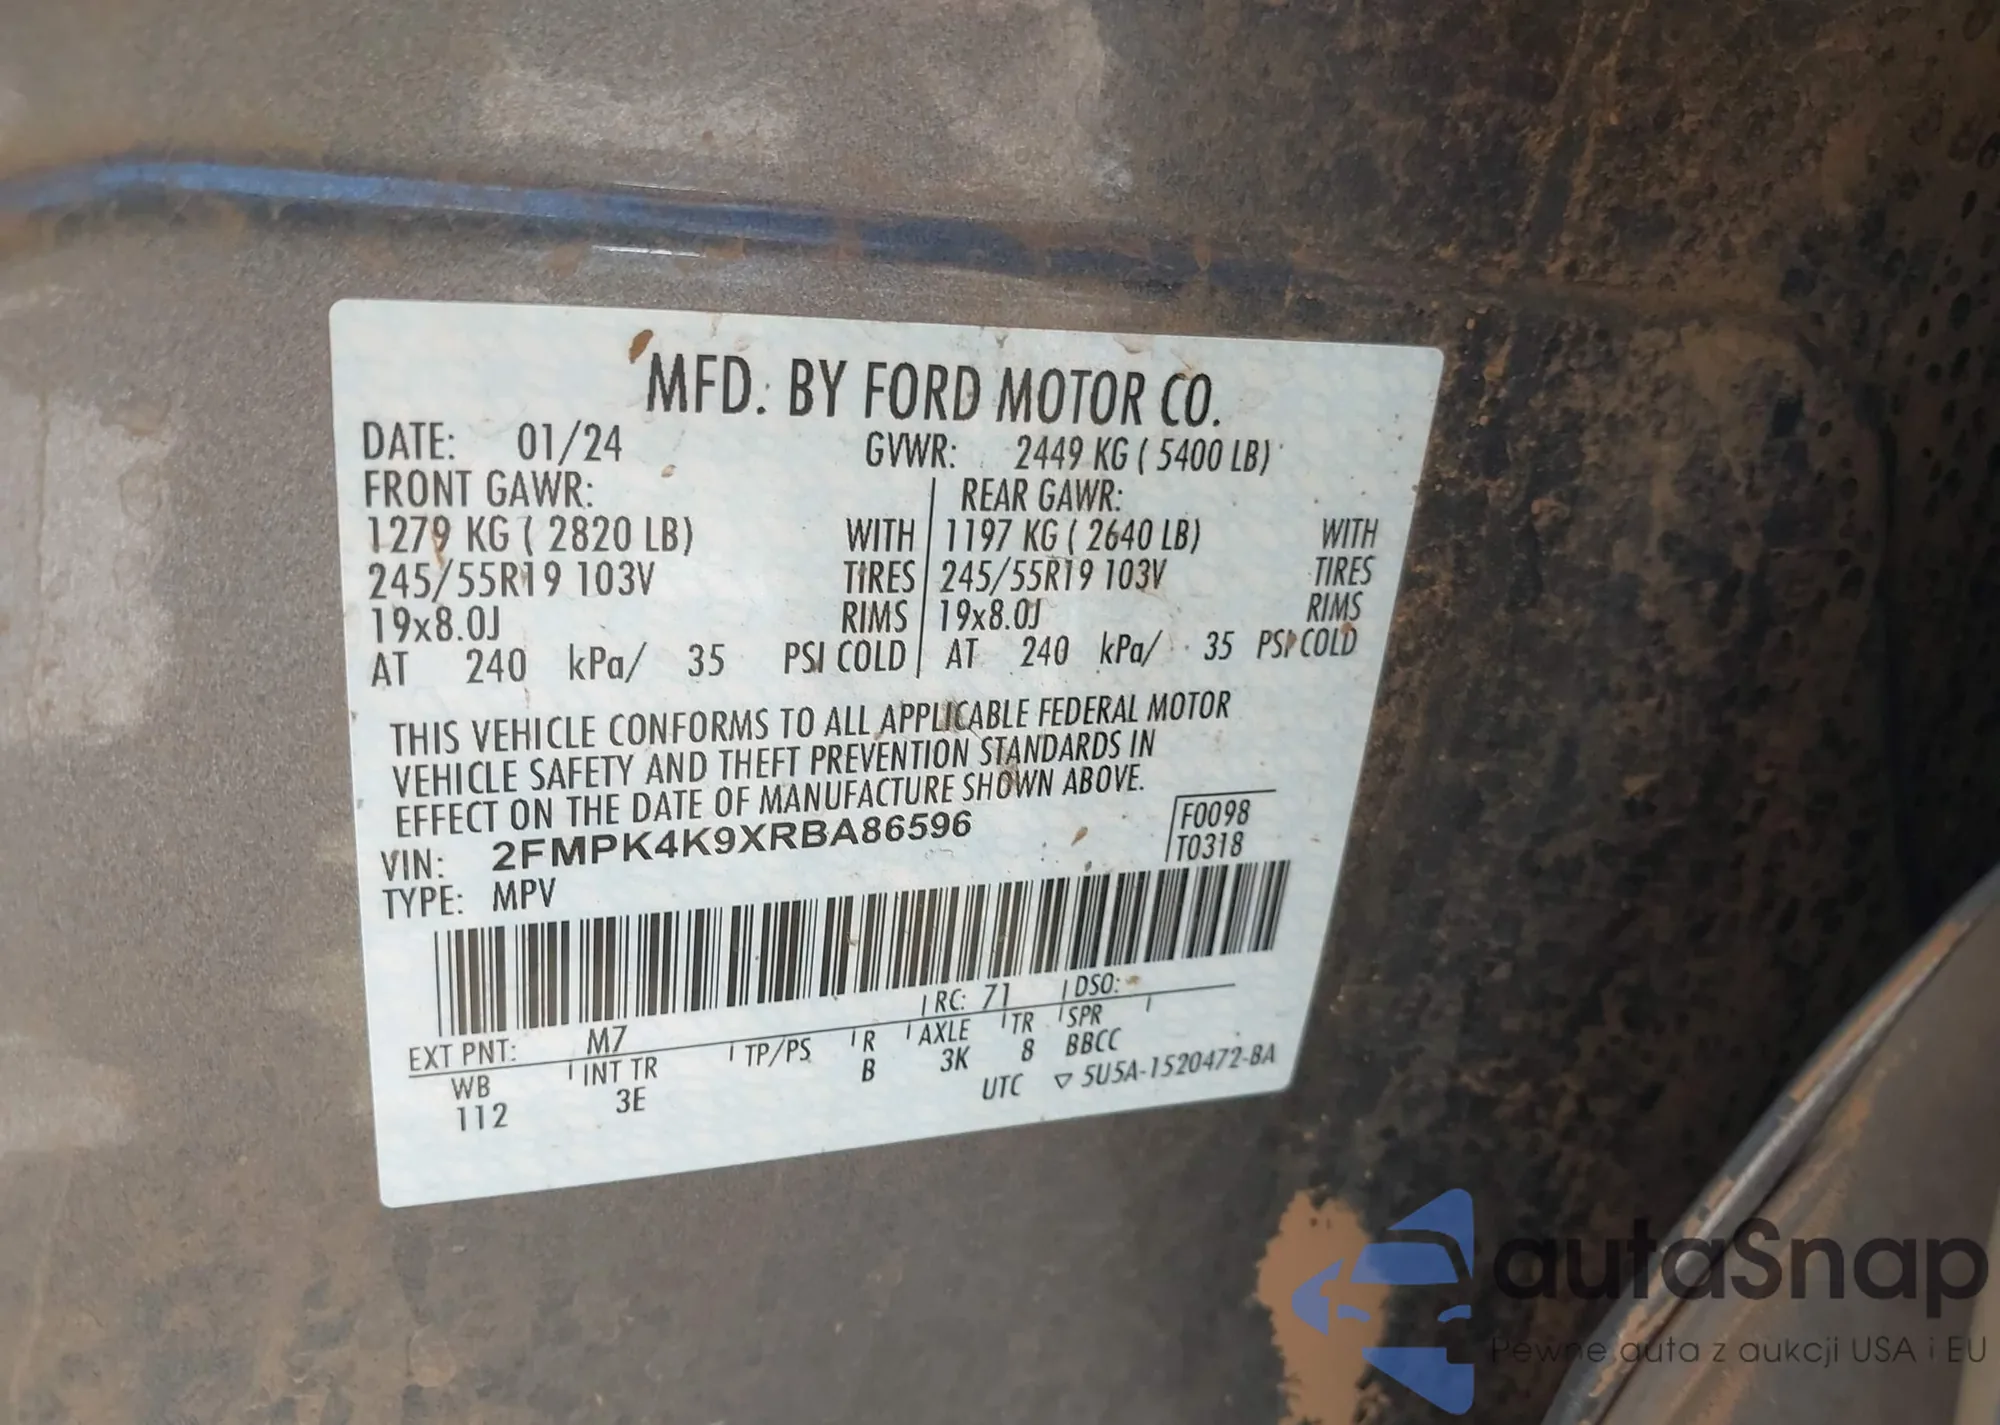 MFD. BY FORD MOTOR CO.
DATE: 01/24 GVWR: 2449 KG ( 5400 LB)
FRONT GAWR: REAR GAWR:
1279 KG ( 2820 LB) WITH 1197 KG ( 2640 LB) WITH
245/55R19 103V TIRES 245/55R19 103V TIRES
19x8.0J RIMS 19x8.0J RIMS
AT 240 kPa/ 35 PSI COLD AT 240 kPa/ 35 PSI COLD
THIS VEHICLE CONFORMS TO ALL APPLICABLE FEDERAL MOTOR
VEHICLE SAFETY AND THEFT PREVENTION STANDARDS IN
EFFECT ON THE DATE OF MANUFACTURE SHOWN ABOVE.
F0098
VIN: 2FMPK4K9XRBA86596
T0318
TYPE: MPV
EXT PNT: M7 RC: 71 DSO:
WB INT TR TP/PS R AXLE TR SPR
112 3E B 3K 8 BBCC
UTC ▽ 5U5A-1520472-BA
autaSnap
Pewne auta z aukcji USA i EU